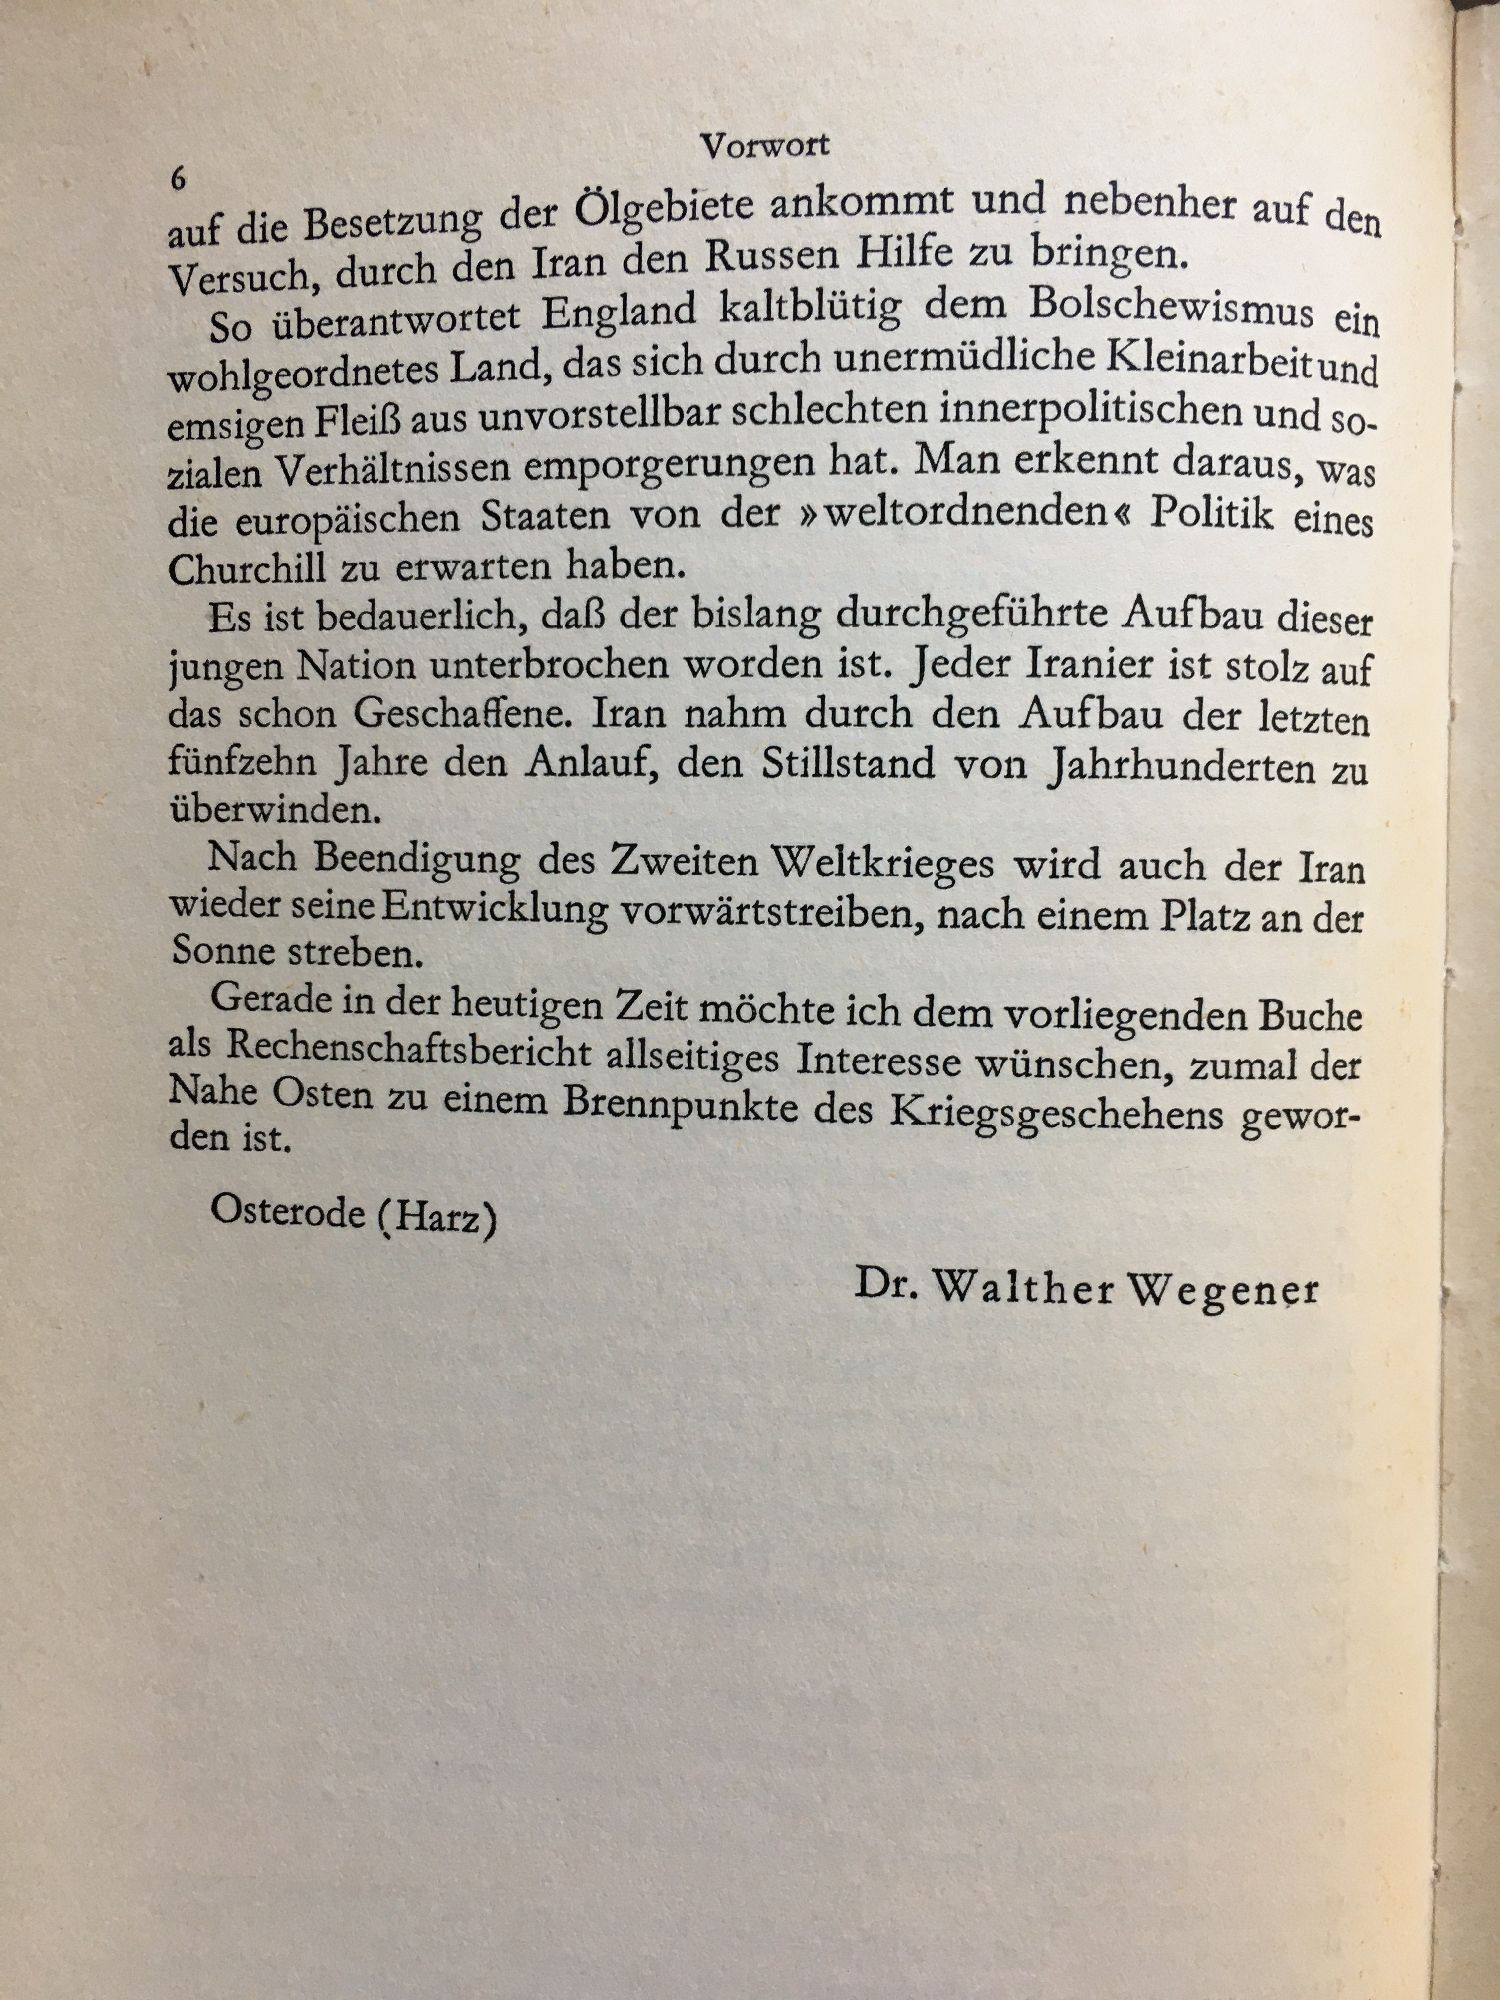 Vorwort
6
auf die Besetzung der Ölgebiete ankommt und nebenher auf den
Versuch, durch den Iran den Russen Hilfe zu bringen.
So überantwortet England kaltblütig dem Bolschewismus ein
wohlgeordnetes Land, das sich durch unermüdliche Kleinarbeit und
emsigen Fleiß aus unvorstellbar schlechten innerpolitischen und so-
zialen Verhältnissen emporgerungen hat. Man erkennt daraus, was
die europäischen Staaten von der »weltordnenden« Politik eines
Churchill zu erwarten haben.
Es ist bedauerlich, daß der bislang durchgeführte Aufbau dieser
jungen Nation unterbrochen worden ist. Jeder Iranier ist stolz auf
das schon Geschaffene. Iran nahm durch den Aufbau der letzten
fünfzehn Jahre den Anlauf, den Stillstand von Jahrhunderten zu
überwinden.
Nach Beendigung des Zweiten Weltkrieges wird auch der Iran
wieder seine Entwicklung vorwärtstreiben, nach einem Platz an der
Sonne streben.
Gerade in der heutigen Zeit möchte ich dem vorliegenden Buche
als Rechenschaftsbericht allseitiges Interesse wünschen, zumal der
Nahe Osten zu einem Brennpunkte des Kriegsgeschehens gewor-
den ist.
Osterode (Harz)
Dr. Walther Wegener